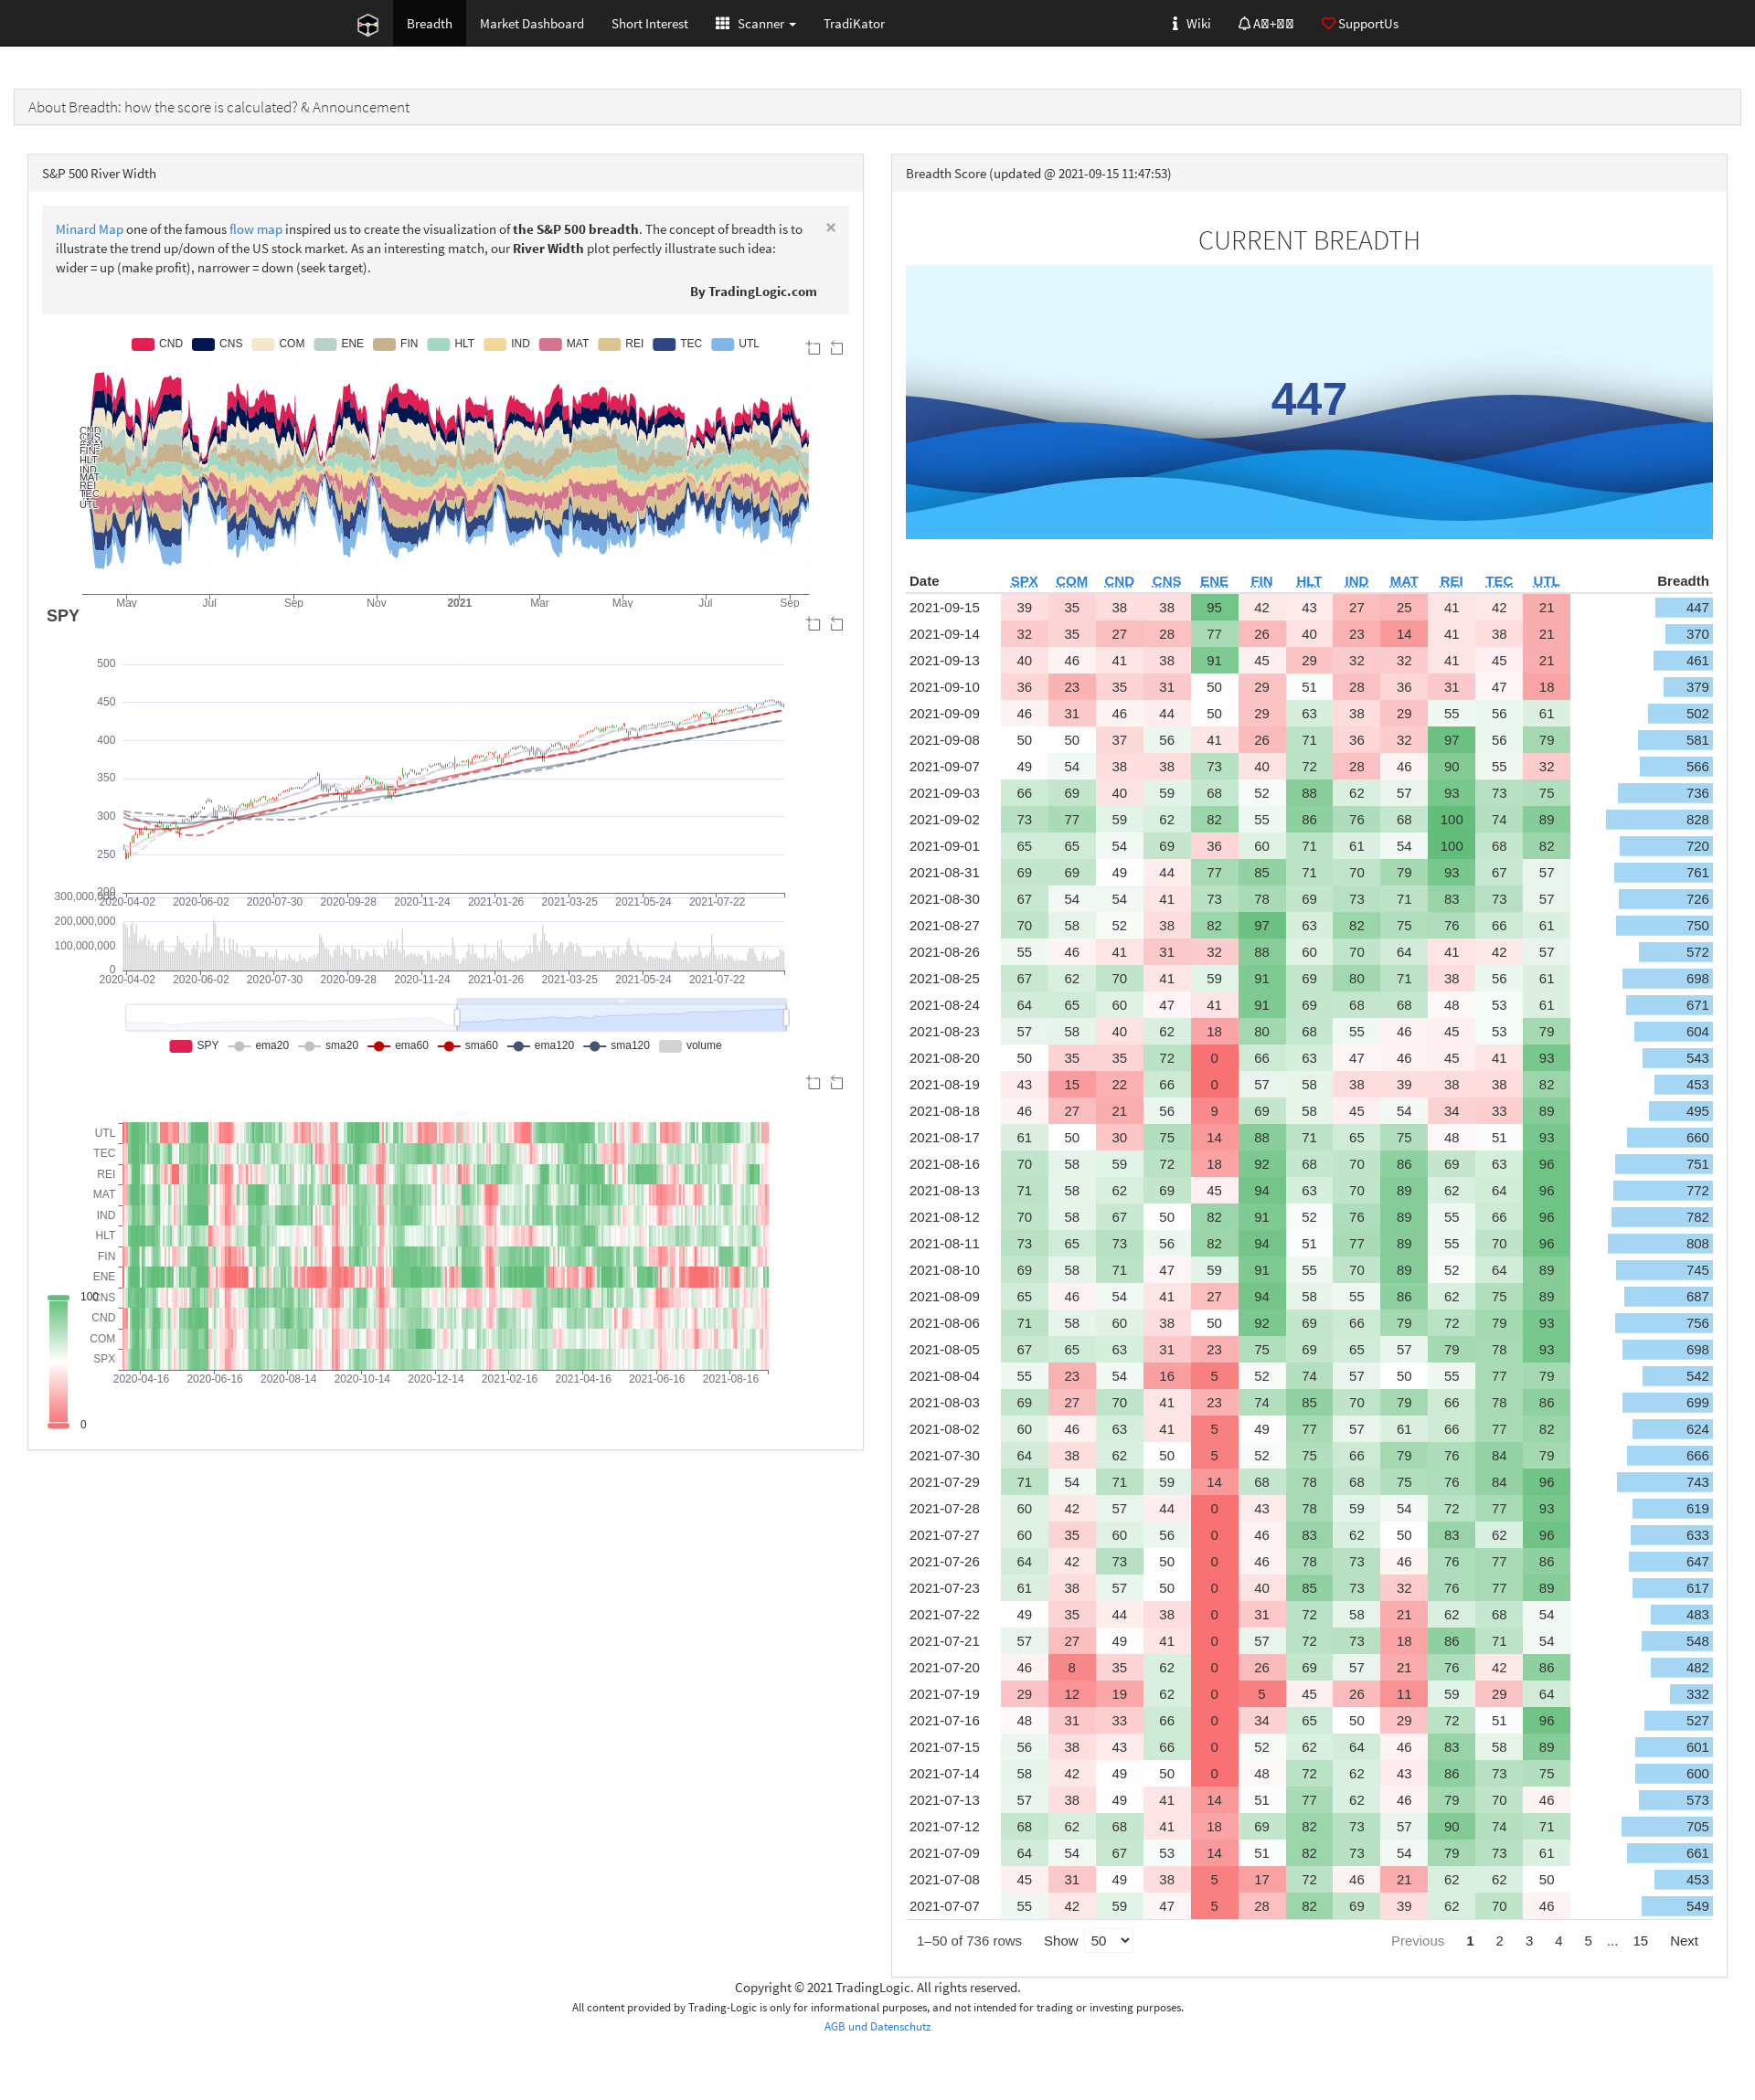 Breadth Market Dashboard Short Interest Scanner TradiKator Wiki SupportUs
About Breadth: how the score is calculated? & Announcement
S&P 500 River Width
Minard Map one of the famous flow map inspired us to create the visualization of the S&P 500 breadth. The concept of breadth is to
illustrate the trend up/down of the US stock market. As an interesting match, our River Width plot perfectly illustrate such idea:
wider = up (make profit), narrower = down (seek target).
×
By TradingLogic.com
CND CNS COM ENE FIN HLT IND MAT REI TEC UTL
CND
CNS
FIN
HLT
IND
MAT
REI
TEC
UTL
May Jul Sep Nov 2021 Mar May Jul Sep
SPY
500
450
400
350
300
250
200
2020-04-02 2020-06-02 2020-07-30 2020-09-28 2020-11-24 2021-01-26 2021-03-25 2021-05-24 2021-07-22
300,000,000
200,000,000
100,000,000
0
2020-04-02 2020-06-02 2020-07-30 2020-09-28 2020-11-24 2021-01-26 2021-03-25 2021-05-24 2021-07-22
SPY ema20 sma20 ema60 sma60 ema120 sma120 volume
UTL
TEC
REI
MAT
IND
HLT
FIN
ENE
CNS
CND
COM
SPX
100
0
2020-04-16 2020-06-16 2020-08-14 2020-10-14 2020-12-14 2021-02-16 2021-04-16 2021-06-16 2021-08-16
Breadth Score (updated @ 2021-09-15 11:47:53)
CURRENT BREADTH
447
Date SPX COM CND CNS ENE FIN HLT IND MAT REI TEC UTL Breadth
2021-09-15 39 35 38 38 95 42 43 27 25 41 42 21 447
2021-09-14 32 35 27 28 77 26 40 23 14 41 38 21 370
2021-09-13 40 46 41 38 91 45 29 32 32 41 45 21 461
2021-09-10 36 23 35 31 50 29 51 28 36 31 47 18 379
2021-09-09 46 31 46 44 50 29 63 38 29 55 56 61 502
2021-09-08 50 50 37 56 41 26 71 36 32 97 56 79 581
2021-09-07 49 54 38 38 73 40 72 28 46 90 55 32 566
2021-09-03 66 69 40 59 68 52 88 62 57 93 73 75 736
2021-09-02 73 77 59 62 82 55 86 76 68 100 74 89 828
2021-09-01 65 65 54 69 36 60 71 61 54 100 68 82 720
2021-08-31 69 69 49 44 77 85 71 70 79 93 67 57 761
2021-08-30 67 54 54 41 73 78 69 73 71 83 73 57 726
2021-08-27 70 58 52 38 82 97 63 82 75 76 66 61 750
2021-08-26 55 46 41 31 32 88 60 70 64 41 42 57 572
2021-08-25 67 62 70 41 59 91 69 80 71 38 56 61 698
2021-08-24 64 65 60 47 41 91 69 68 68 48 53 61 671
2021-08-23 57 58 40 62 18 80 68 55 46 45 53 79 604
2021-08-20 50 35 35 72 0 66 63 47 46 45 41 93 543
2021-08-19 43 15 22 66 0 57 58 38 39 38 38 82 453
2021-08-18 46 27 21 56 9 69 58 45 54 34 33 89 495
2021-08-17 61 50 30 75 14 88 71 65 75 48 51 93 660
2021-08-16 70 58 59 72 18 92 68 70 86 69 63 96 751
2021-08-13 71 58 62 69 45 94 63 70 89 62 64 96 772
2021-08-12 70 58 67 50 82 91 52 76 89 55 66 96 782
2021-08-11 73 65 73 56 82 94 51 77 89 55 70 96 808
2021-08-10 69 58 71 47 59 91 55 70 89 52 64 89 745
2021-08-09 65 46 54 41 27 94 58 55 86 62 75 89 687
2021-08-06 71 58 60 38 50 92 69 66 79 72 79 93 756
2021-08-05 67 65 63 31 23 75 69 65 57 79 78 93 698
2021-08-04 55 23 54 16 5 52 74 57 50 55 77 79 542
2021-08-03 69 27 70 41 23 74 85 70 79 66 78 86 699
2021-08-02 60 46 63 41 5 49 77 57 61 66 77 82 624
2021-07-30 64 38 62 50 5 52 75 66 79 76 84 79 666
2021-07-29 71 54 71 59 14 68 78 68 75 76 84 96 743
2021-07-28 60 42 57 44 0 43 78 59 54 72 77 93 619
2021-07-27 60 35 60 56 0 46 83 62 50 83 62 96 633
2021-07-26 64 42 73 50 0 46 78 73 46 76 77 86 647
2021-07-23 61 38 57 50 0 40 85 73 32 76 77 89 617
2021-07-22 49 35 44 38 0 31 72 58 21 62 68 54 483
2021-07-21 57 27 49 41 0 57 72 73 18 86 71 54 548
2021-07-20 46 8 35 62 0 26 69 57 21 76 42 86 482
2021-07-19 29 12 19 62 0 5 45 26 11 59 29 64 332
2021-07-16 48 31 33 66 0 34 65 50 29 72 51 96 527
2021-07-15 56 38 43 66 0 52 62 64 46 83 58 89 601
2021-07-14 58 42 49 50 0 48 72 62 43 86 73 75 600
2021-07-13 57 38 49 41 14 51 77 62 46 79 70 46 573
2021-07-12 68 62 68 41 18 69 82 73 57 90 74 71 705
2021-07-09 64 54 67 53 14 51 82 73 54 79 73 61 661
2021-07-08 45 31 49 38 5 17 72 46 21 62 62 50 453
2021-07-07 55 42 59 47 5 28 82 69 39 62 70 46 549
1–50 of 736 rows Show 50 Previous 1 2 3 4 5 ... 15 Next
Copyright © 2021 TradingLogic. All rights reserved.
All content provided by Trading-Logic is only for informational purposes, and not intended for trading or investing purposes.
AGB und Datenschutz